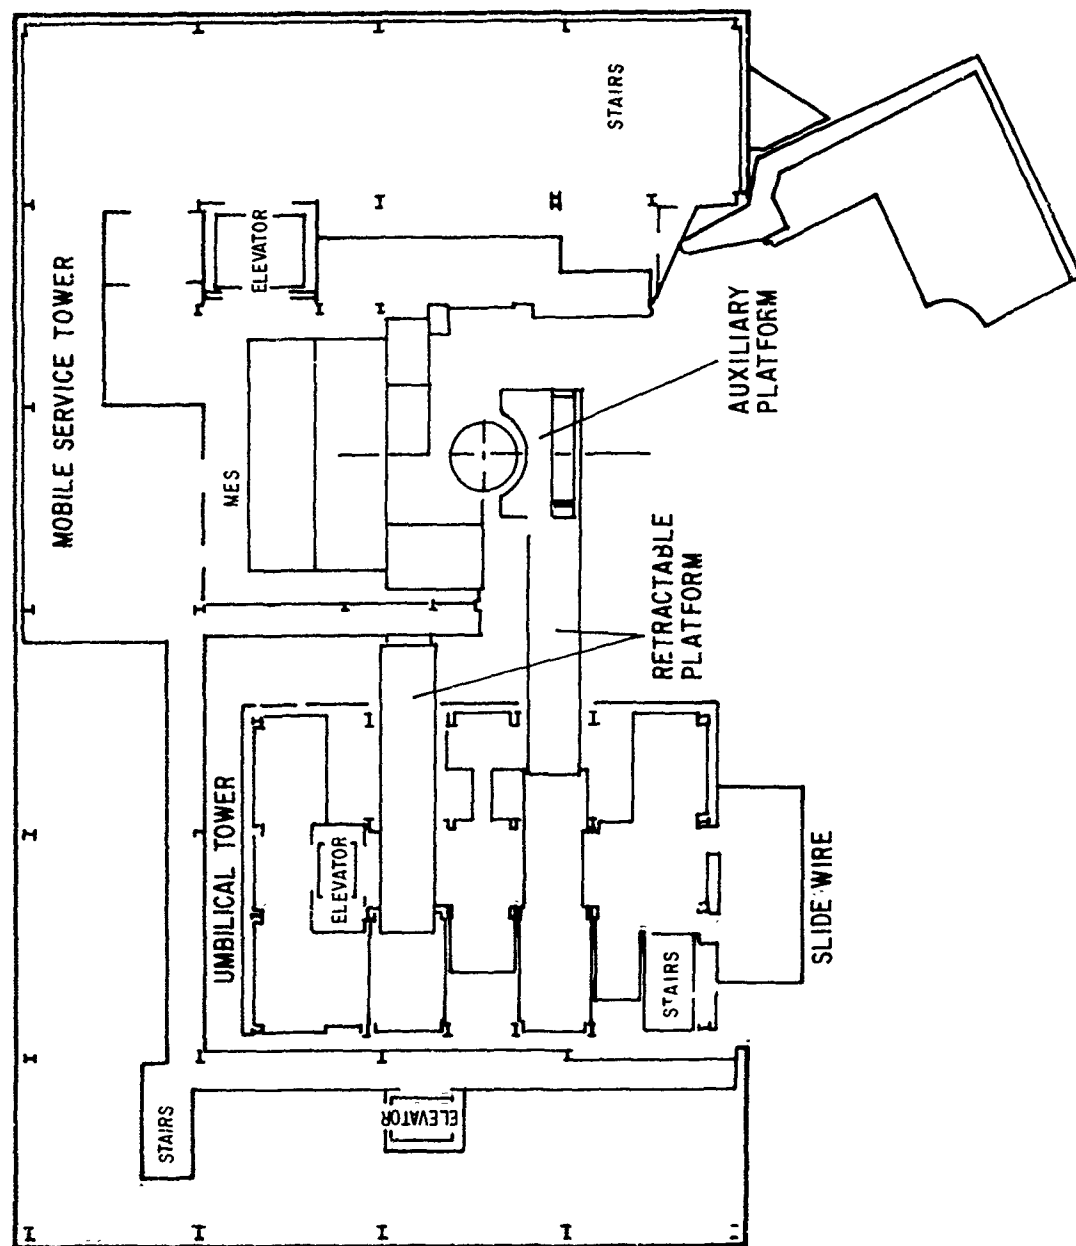 MOBILE SERVICE TOWER
STAIRS
ELEVATOR
MES
AUXILIARY
PLATFORM
RETRACTABLE
PLATFORM
UMBILICAL TOWER
ELEVATOR
SLIDE WIRE
STAIRS
STAIRS
ELEVATOR